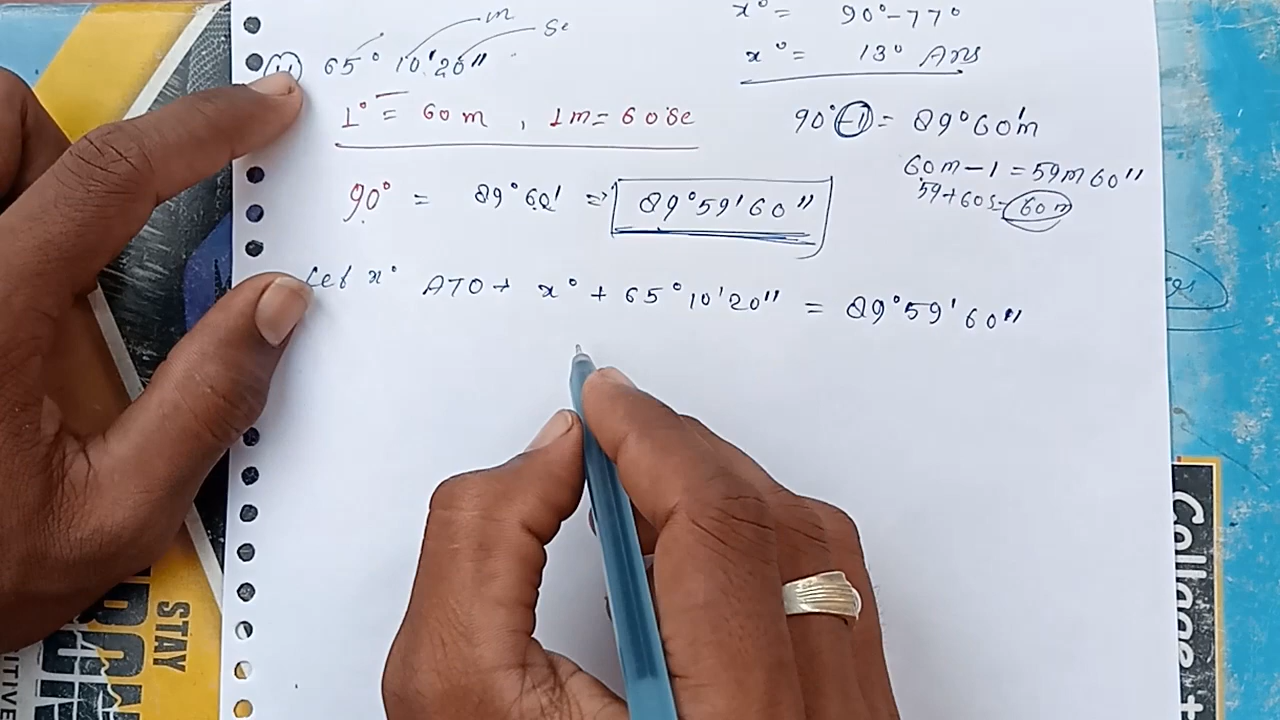 m
Se
x° = 90° - 77°
65° 10' 20"
x° = 13° Ans
1° = 60 m , 1m = 60 Se
90° -1 = 89° 60' m
60 m - 1 = 59 m 60"
59 + 60 s = 60 m
90° = 89° 60' = 89° 59' 60"
Let x° ATQ x° + 65° 10' 20" = 89° 59' 60"
STAY
College